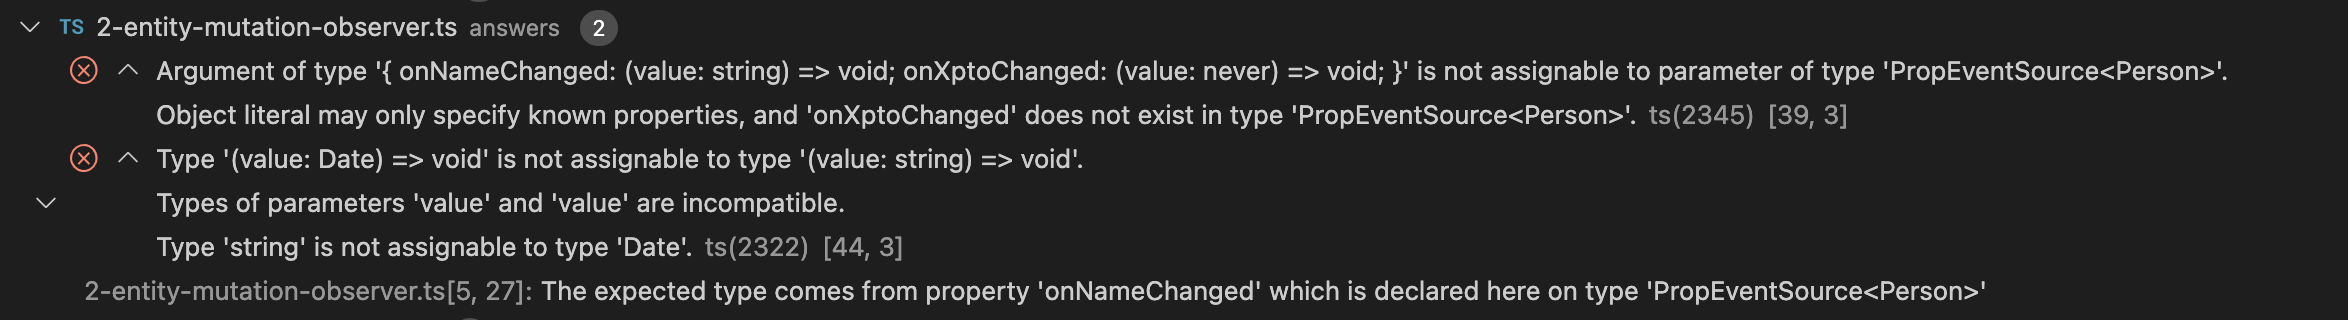 TS 2-entity-mutation-observer.ts answers 2
Argument of type '{ onNameChanged: (value: string) => void; onXptoChanged: (value: never) => void; }' is not assignable to parameter of type 'PropEventSource<Person>'.
Object literal may only specify known properties, and 'onXptoChanged' does not exist in type 'PropEventSource<Person>'. ts(2345) [39, 3]
Type '(value: Date) => void' is not assignable to type '(value: string) => void'.
Types of parameters 'value' and 'value' are incompatible.
Type 'string' is not assignable to type 'Date'. ts(2322) [44, 3]
2-entity-mutation-observer.ts[5, 27]: The expected type comes from property 'onNameChanged' which is declared here on type 'PropEventSource<Person>'